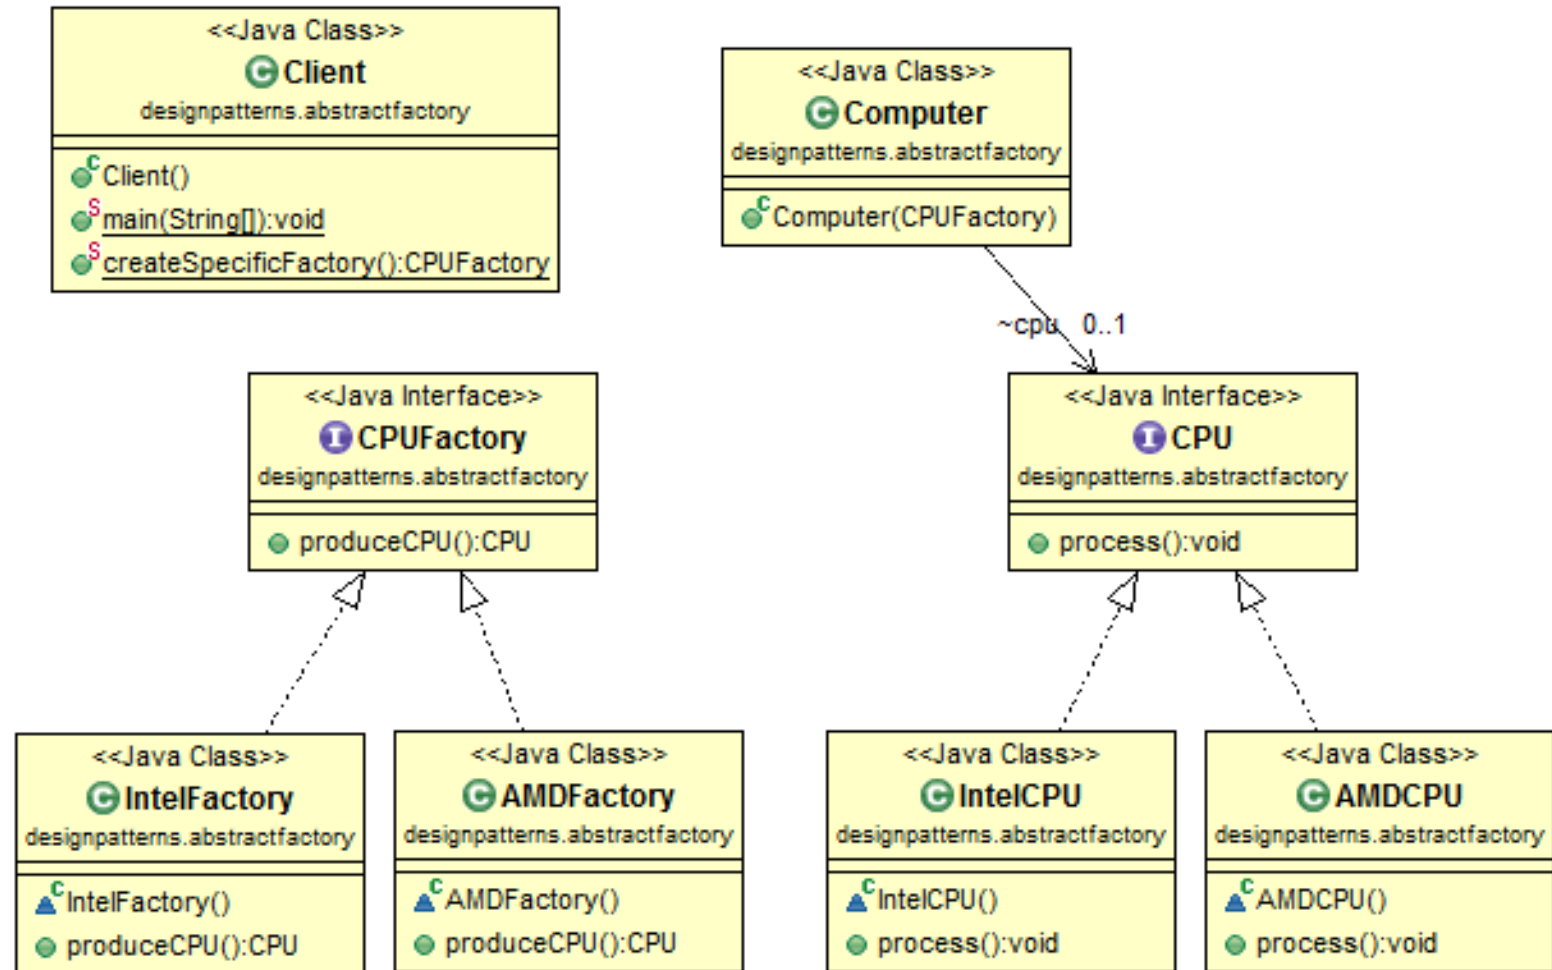 <<Java Class>>
Client
designpatterns.abstractfactory
Client()
main(String[]):void
createSpecificFactory():CPUFactory
<<Java Class>>
Computer
designpatterns.abstractfactory
Computer(CPUFactory)
~cpu 0..1
<<Java Interface>>
CPUFactory
designpatterns.abstractfactory
produceCPU():CPU
<<Java Interface>>
CPU
designpatterns.abstractfactory
process():void
<<Java Class>>
IntelFactory
designpatterns.abstractfactory
IntelFactory()
produceCPU():CPU
<<Java Class>>
AMDFactory
designpatterns.abstractfactory
AMDFactory()
produceCPU():CPU
<<Java Class>>
IntelCPU
designpatterns.abstractfactory
IntelCPU()
process():void
<<Java Class>>
AMDCPU
designpatterns.abstractfactory
AMDCPU()
process():void